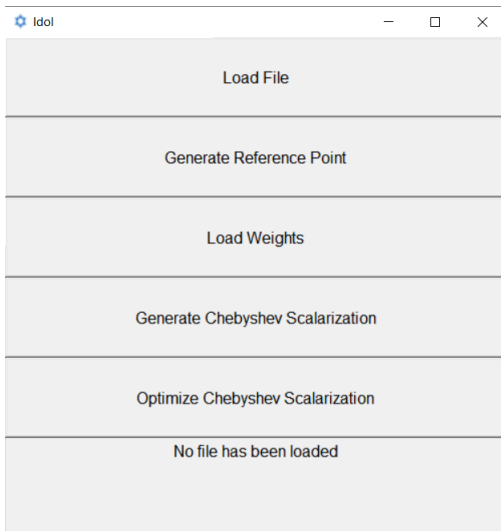 Idol
Load File
Generate Reference Point
Load Weights
Generate Chebyshev Scalarization
Optimize Chebyshev Scalarization
No file has been loaded